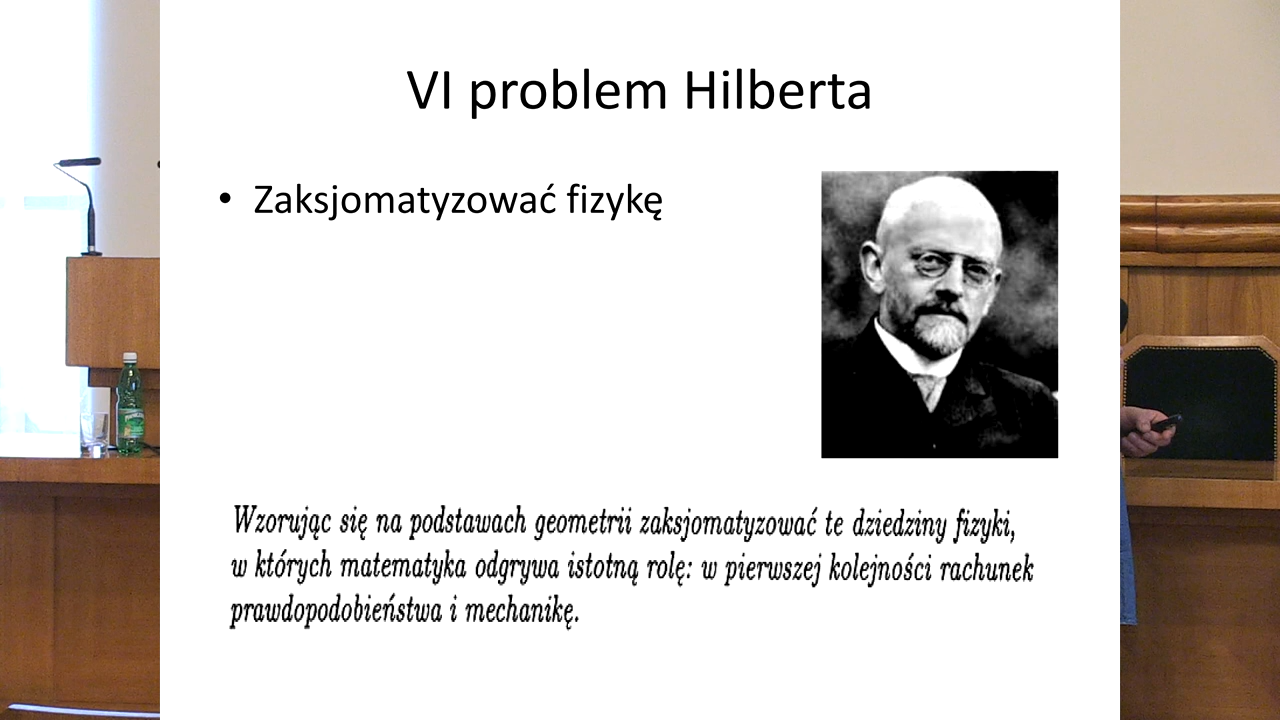 VI problem Hilberta
• Zaksjomatyzować fizykę
Wzorując się na podstawach geometrii zaksjomatyzować te dziedziny fizyki,
w których matematyka odgrywa istotną rolę: w pierwszej kolejności rachunek
prawdopodobieństwa i mechanikę.